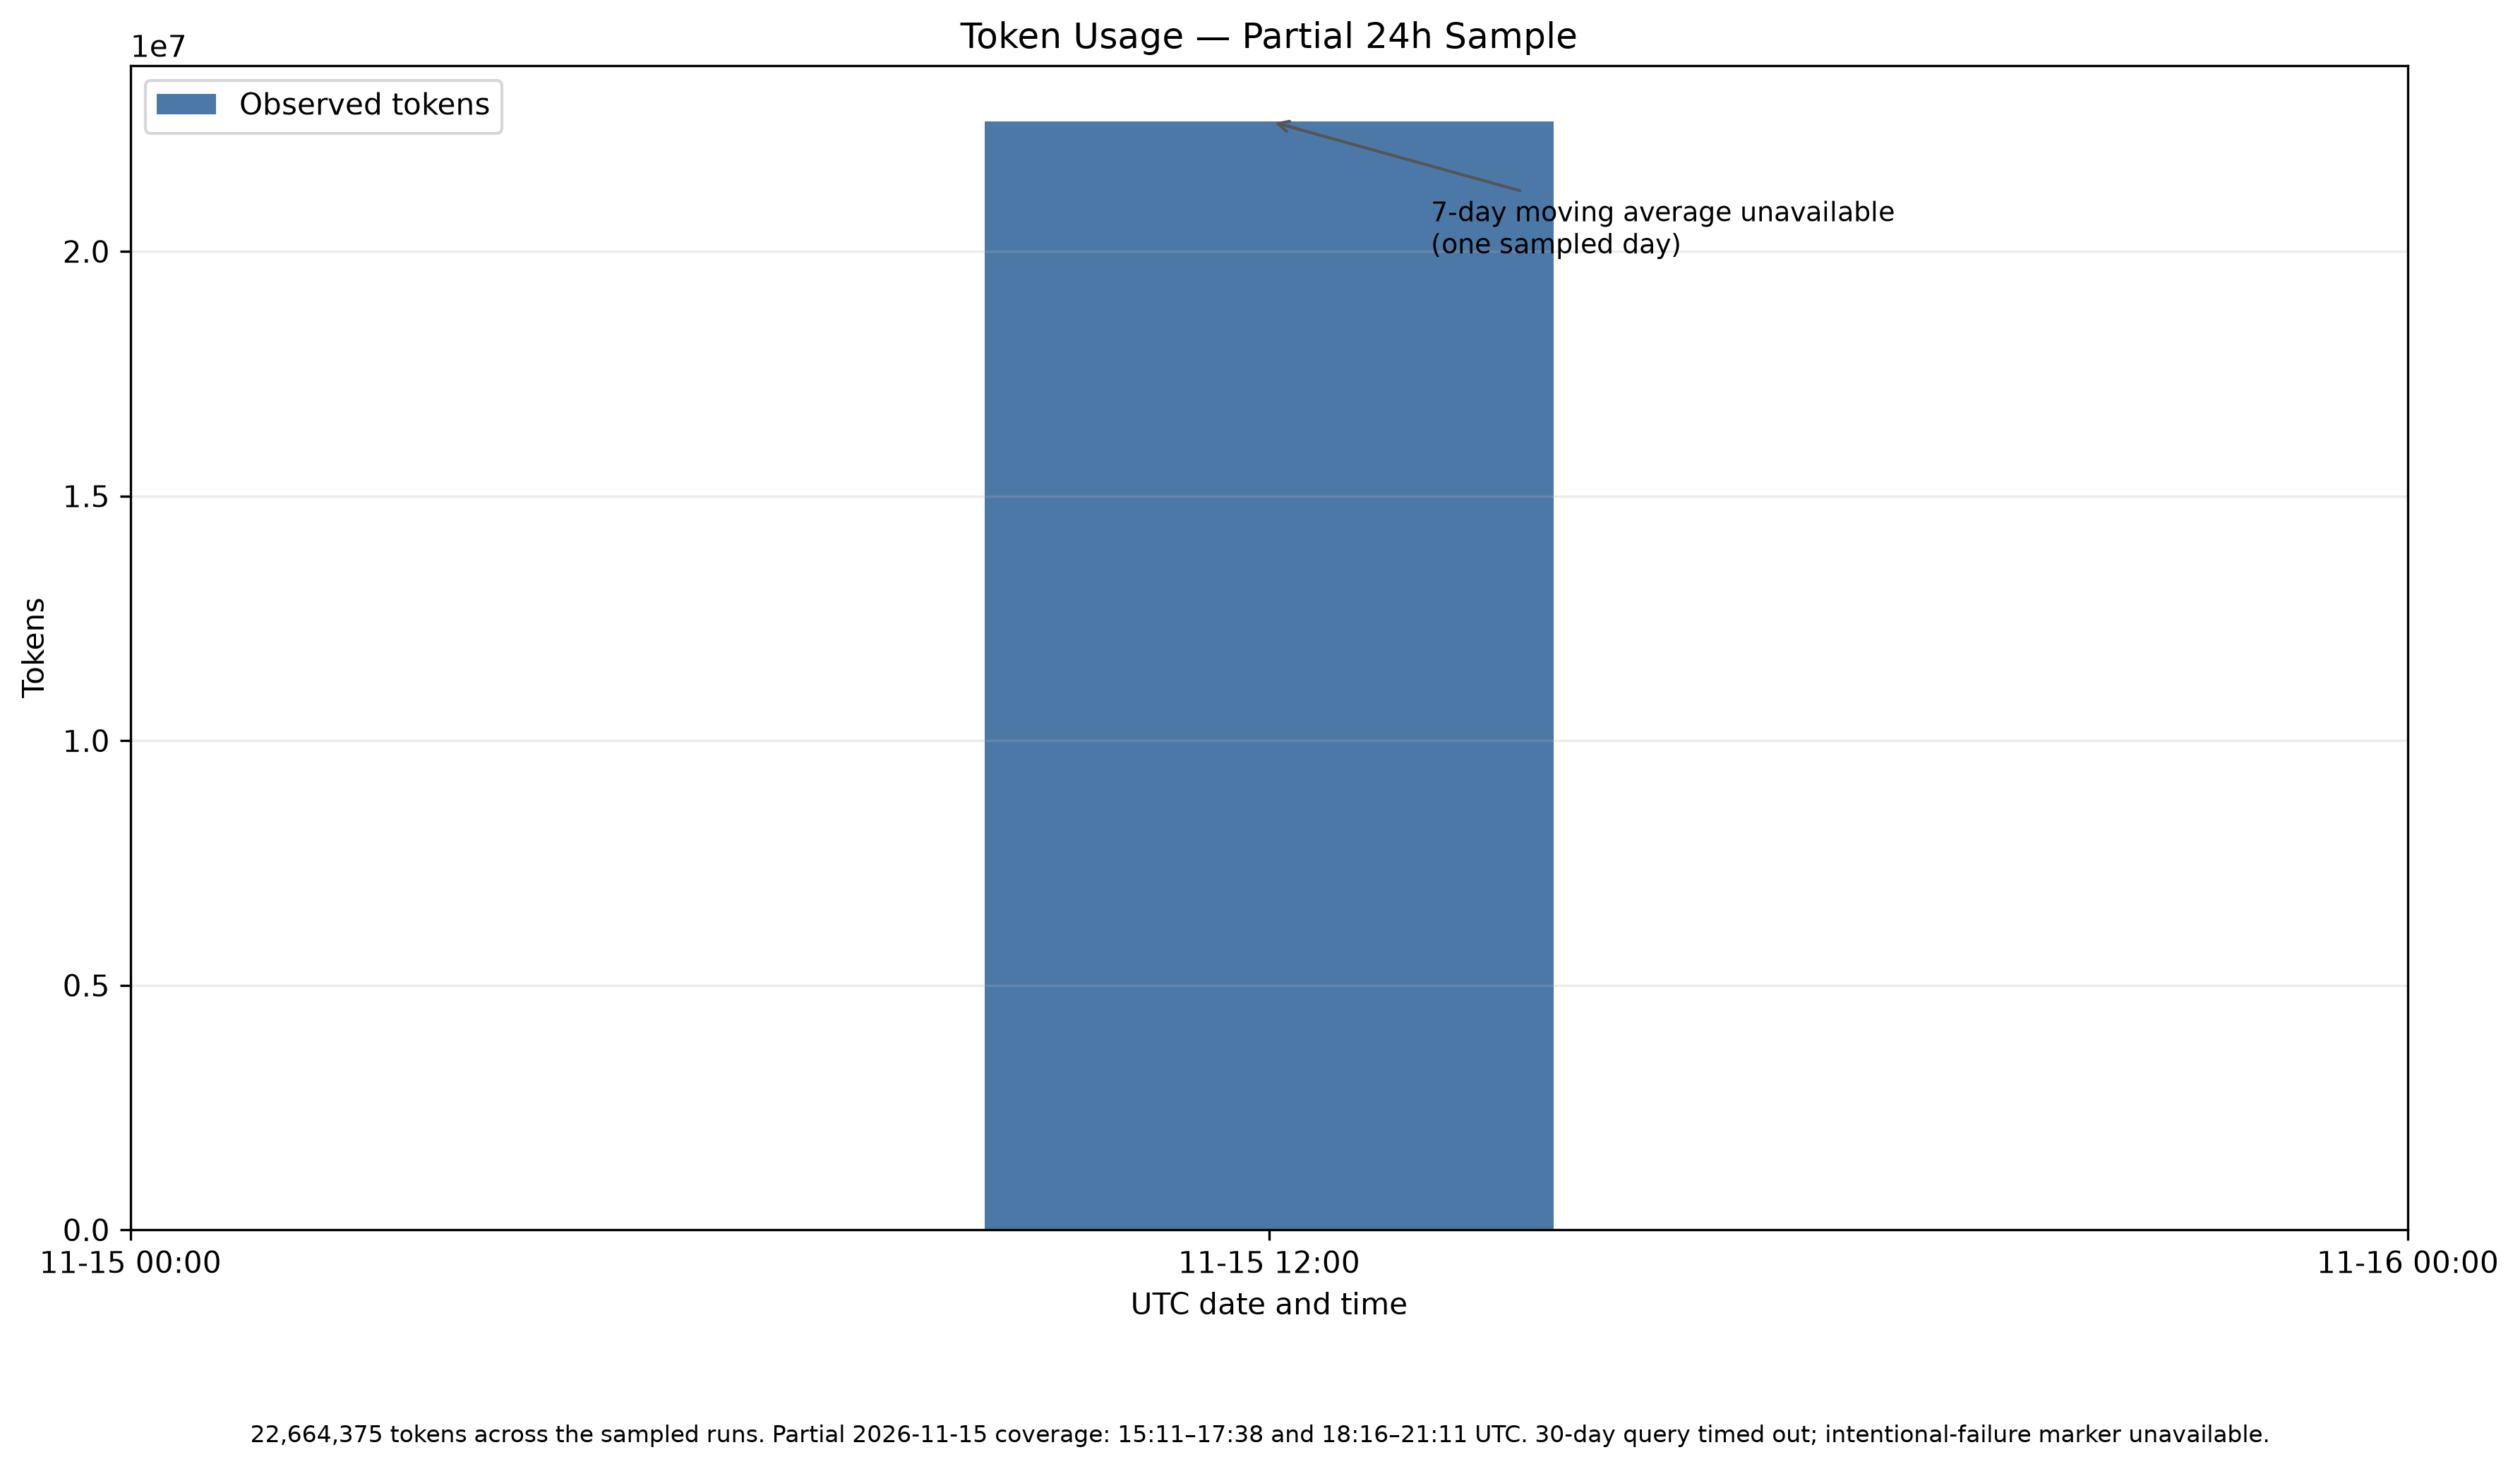 Token Usage — Partial 24h Sample
1e7
Observed tokens
7-day moving average unavailable
(one sampled day)
2.0
1.5
1.0
0.5
0.0
Tokens
11-15 00:00
11-15 12:00
11-16 00:00
UTC date and time
22,664,375 tokens across the sampled runs. Partial 2026-11-15 coverage: 15:11–17:38 and 18:16–21:11 UTC. 30-day query timed out; intentional-failure marker unavailable.